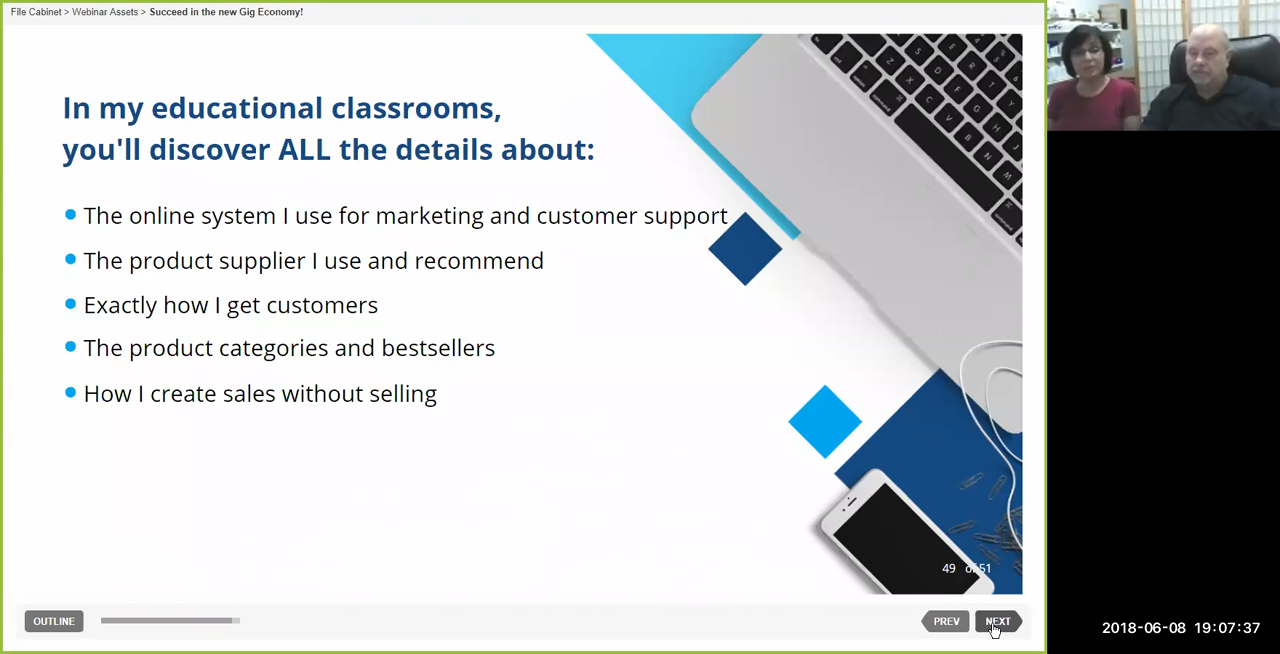 File Cabinet > Webinar Assets > Succeed in the new Gig Economy!
In my educational classrooms,
you'll discover ALL the details about:
The online system I use for marketing and customer support
The product supplier I use and recommend
Exactly how I get customers
The product categories and bestsellers
How I create sales without selling
49 of 51
OUTLINE
PREV
NEXT
2018-06-08 19:07:37